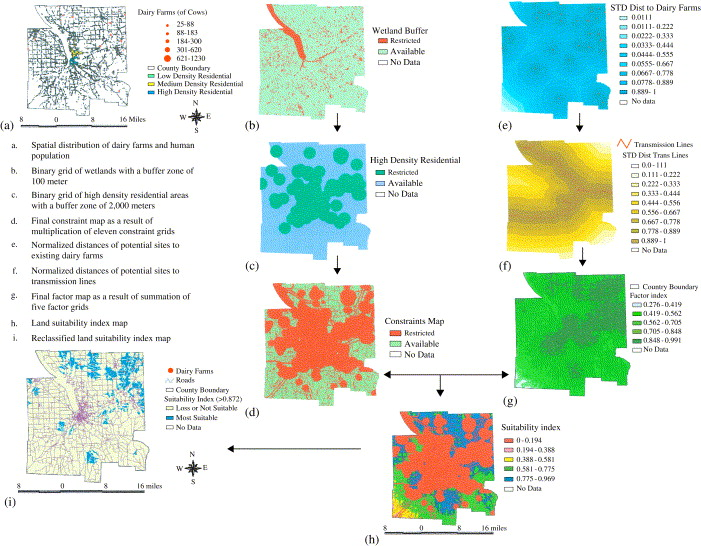 Dairy Farms (of Cows)
25-88
88-183
184-300
301-620
621-1230
County Boundary
Low Density Residential
Medium Density Residential
High Density Residential
N
W E
S
8 0 8 16 Miles
(a)
Wetland Buffer
Restricted
Available
No Data
(b)
STD Dist to Dairy Farms
0.0111
0.0111- 0.222
0.0222- 0.333
0.0333- 0.444
0.0444- 0.555
0.0555- 0.667
0.0667- 0.778
0.0778- 0.889
0.889- 1
No data
(e)
a. Spatial distribution of dairy farms and human
population
b. Binary grid of wetlands with a buffer zone of
100 meter
c. Binary grid of high density residential areas
with a buffer zone of 2,000 meters
d. Final constraint map as a result of
multiplication of eleven constraint grids
e. Normalized distances of potential sites to
existing dairy farms
f. Normalized distances of potential sites to
transmission lines
g. Final factor map as a result of summation of
five factor grids
h. Land suitability index map
i. Reclassified land suitability index map
High Density Residential
Restricted
Available
No Data
(c)
Transmission Lines
STD Dist Trans Lines
0.0 - 111
0.111 - 0.222
0.222 - 0.333
0.333 - 0.444
0.444 - 0.556
0.556 - 0.667
0.667 - 0.778
0.778 - 0.889
0.889 - 1
No Data
(f)
Constraints Map
Restricted
Available
No Data
(d)
Country Boundary
Factor index
0.276 - 0.419
0.419 - 0.562
0.562 - 0.705
0.705 - 0.848
0.848 - 0.991
No Data
(g)
Dairy Farms
Roads
County Boundary
Suitability Index (>0.872)
Loss or Not Suitable
Most Suitable
No Data
N
W E
S
8 0 8 16 miles
(i)
Suitability index
0 - 0.194
0.194 - 0.388
0.388 - 0.581
0.581 - 0.775
0.775 - 0.969
No Data
8 0 8 16 miles
(h)